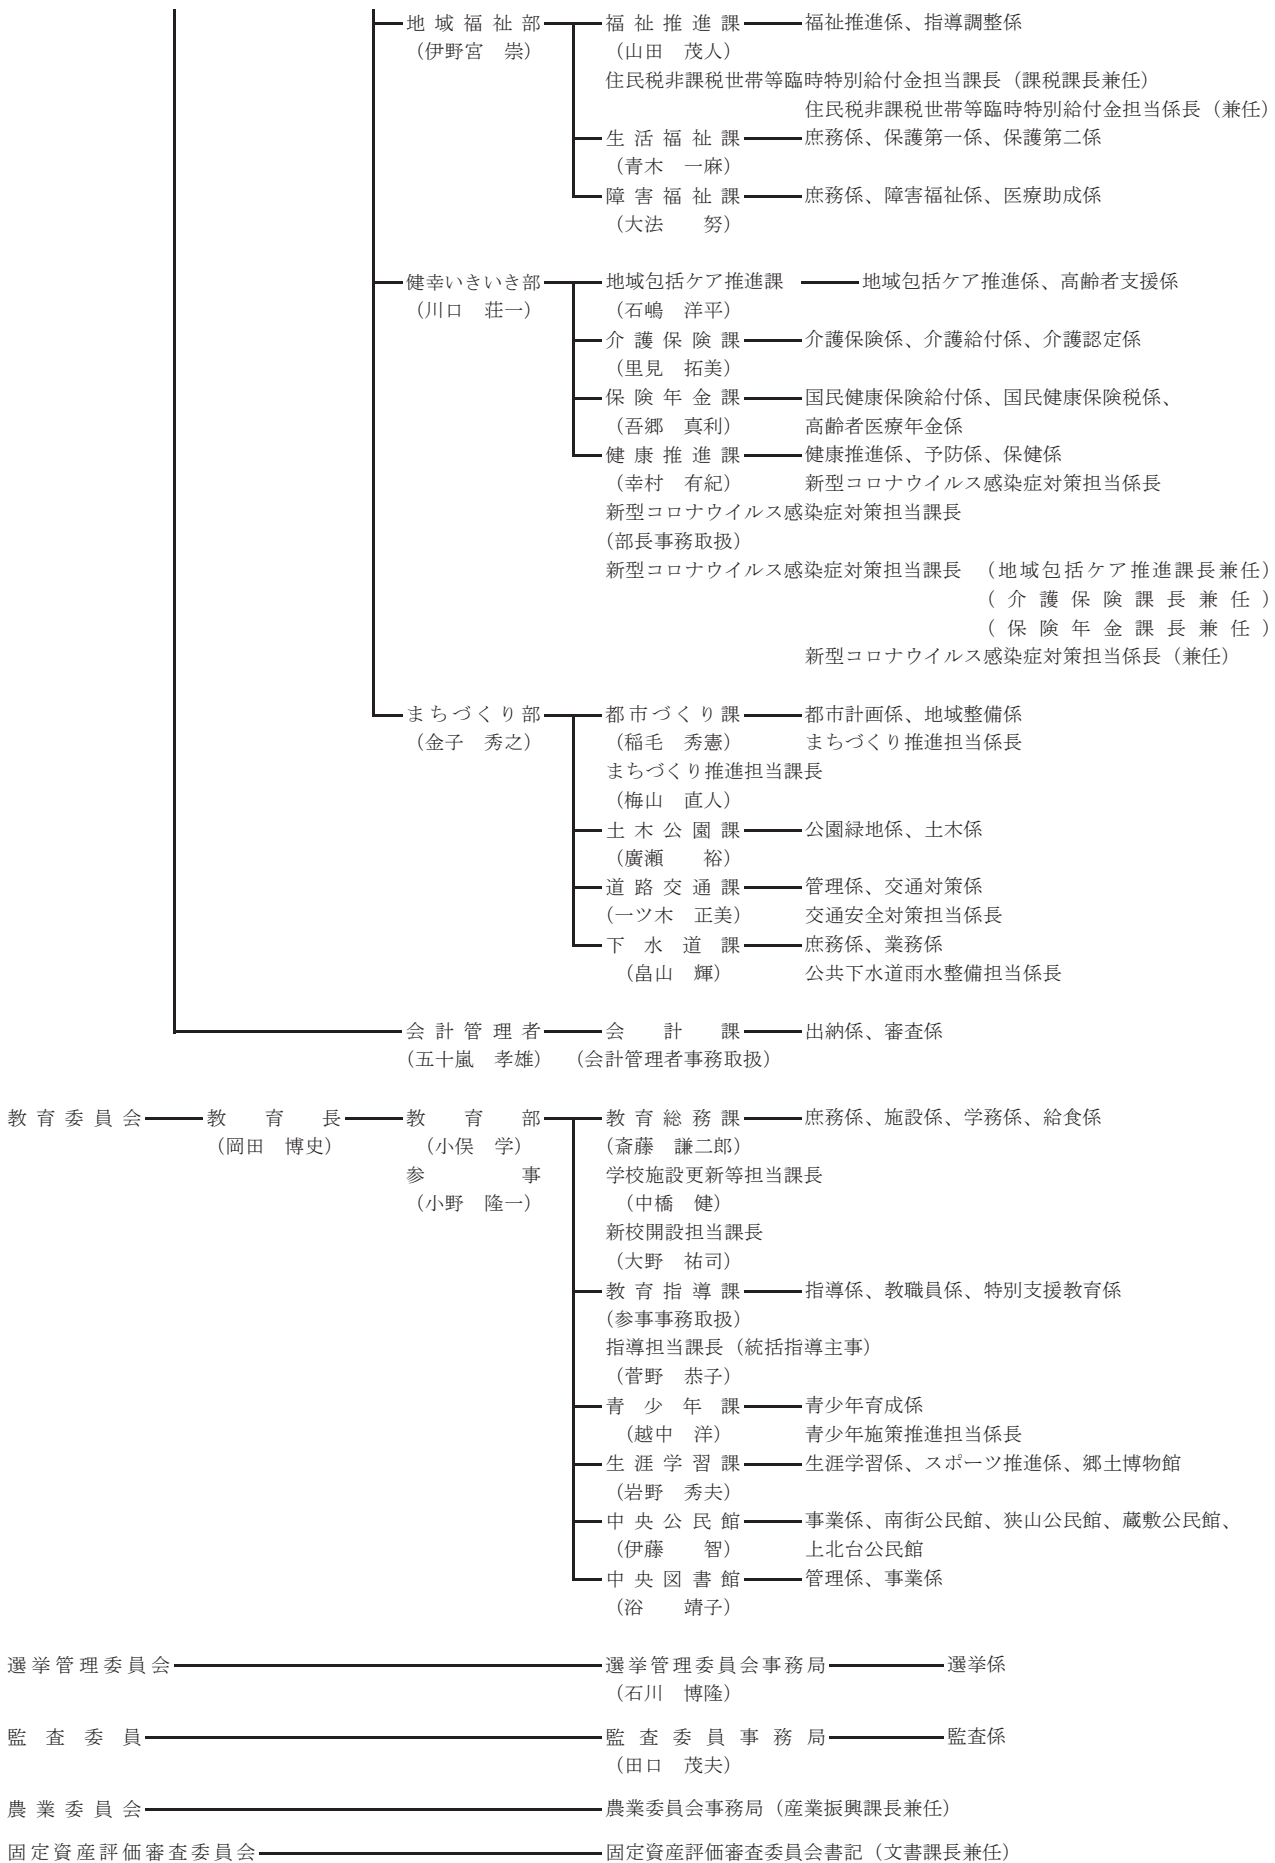 地域福祉部 福祉推進課 福祉推進係、指導調整係
（伊野宮　崇） （山田　茂人）
住民税非課税世帯等臨時特別給付金担当課長（課税課長兼任）
住民税非課税世帯等臨時特別給付金担当係長（兼任）
生活福祉課 庶務係、保護第一係、保護第二係
（青木　一麻）
障害福祉課 庶務係、障害福祉係、医療助成係
（大法　　努）
健幸いきいき部 地域包括ケア推進課 地域包括ケア推進係、高齢者支援係
（川口　荘一） （石嶋　洋平）
介護保険課 介護保険係、介護給付係、介護認定係
（里見　拓美）
保険年金課 国民健康保険給付係、国民健康保険税係、
（吾郷　真利） 高齢者医療年金係
健康推進課 健康推進係、予防係、保健係
（幸村　有紀） 新型コロナウイルス感染症対策担当係長
新型コロナウイルス感染症対策担当課長
（部長事務取扱）
新型コロナウイルス感染症対策担当課長 （地域包括ケア推進課長兼任）
（介護保険課長兼任）
（保険年金課長兼任）
新型コロナウイルス感染症対策担当係長（兼任）
まちづくり部 都市づくり課 都市計画係、地域整備係
（金子　秀之） （稲毛　秀憲） まちづくり推進担当係長
まちづくり推進担当課長
（梅山　直人）
土木公園課 公園緑地係、土木係
（廣瀬　　裕）
道路交通課 管理係、交通対策係
（一ツ木　正美） 交通安全対策担当係長
下水道課 庶務係、業務係
（畠山　輝） 公共下水道雨水整備担当係長
会計管理者 会計課 出納係、審査係
（五十嵐　孝雄） （会計管理者事務取扱）
教育委員会 教育長 教育部 教育総務課 庶務係、施設係、学務係、給食係
（岡田　博史） （小俣　学） （斎藤　謙二郎）
参事 学校施設更新等担当課長
（小野　隆一） （中橋　健）
新校開設担当課長
（大野　祐司）
教育指導課 指導係、教職員係、特別支援教育係
（参事事務取扱）
指導担当課長（統括指導主事）
（菅野　恭子）
青少年課 青少年育成係
（越中　洋） 青少年施策推進担当係長
生涯学習課 生涯学習係、スポーツ推進係、郷土博物館
（岩野　秀夫）
中央公民館 事業係、南街公民館、狭山公民館、蔵敷公民館、
（伊藤　　智） 上北台公民館
中央図書館 管理係、事業係
（浴　　靖子）
選挙管理委員会 選挙管理委員会事務局 選挙係
（石川　博隆）
監査委員 監査委員事務局 監査係
（田口　茂夫）
農業委員会 農業委員会事務局（産業振興課長兼任）
固定資産評価審査委員会 固定資産評価審査委員会書記（文書課長兼任）